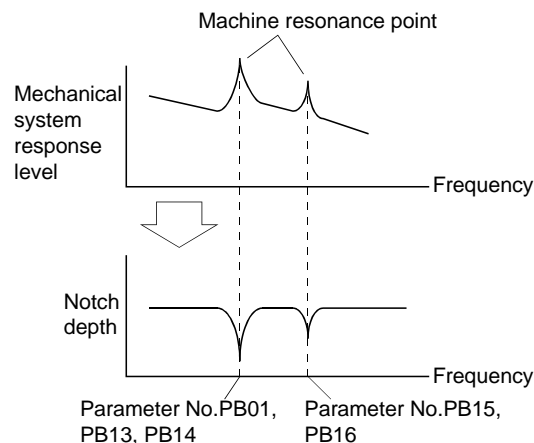 Machine resonance point
Mechanical
system
response
level
Frequency
Notch
depth
Frequency
Parameter No.PB01,
PB13, PB14
Parameter No.PB15,
PB16